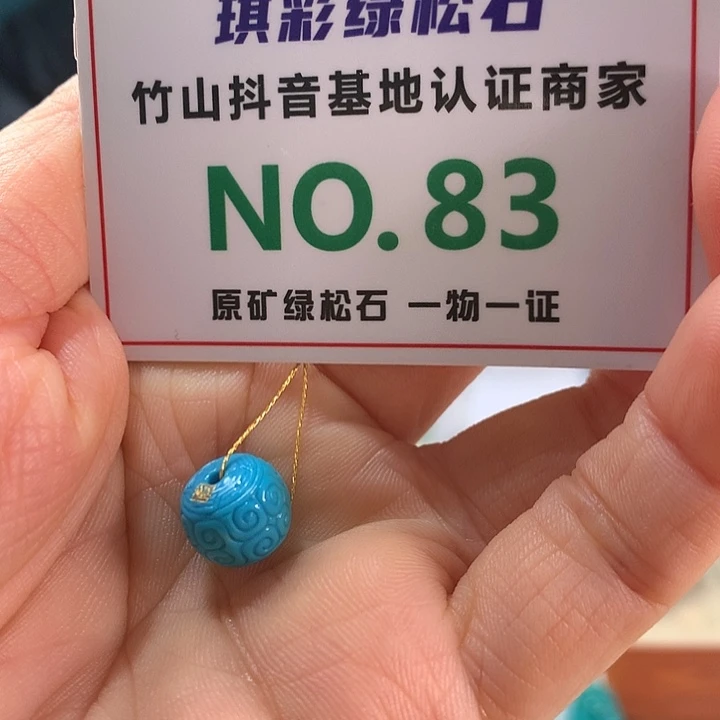 琪彩绿松石
竹山抖音基地认证商家
NO.83
原矿绿松石 一物一证